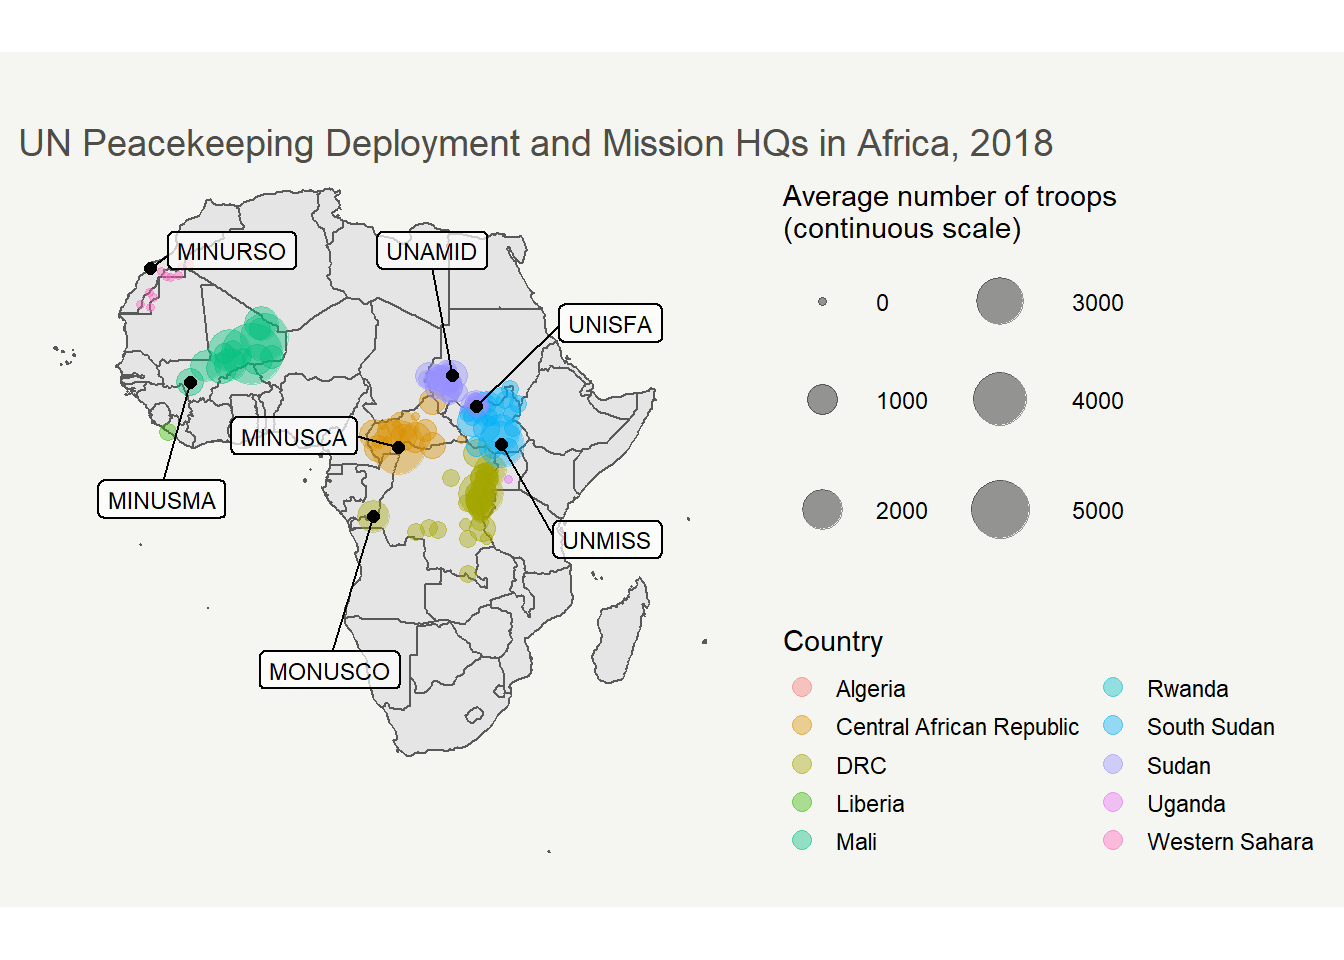 UN Peacekeeping Deployment and Mission HQs in Africa, 2018
MINURSO
UNAMID
UNISFA
MINUSCA
MINUSMA
UNMISS
MONUSCO
Average number of troops
(continuous scale)
0
3000
1000
4000
2000
5000
Country
Algeria
Rwanda
Central African Republic
South Sudan
DRC
Sudan
Liberia
Uganda
Mali
Western Sahara